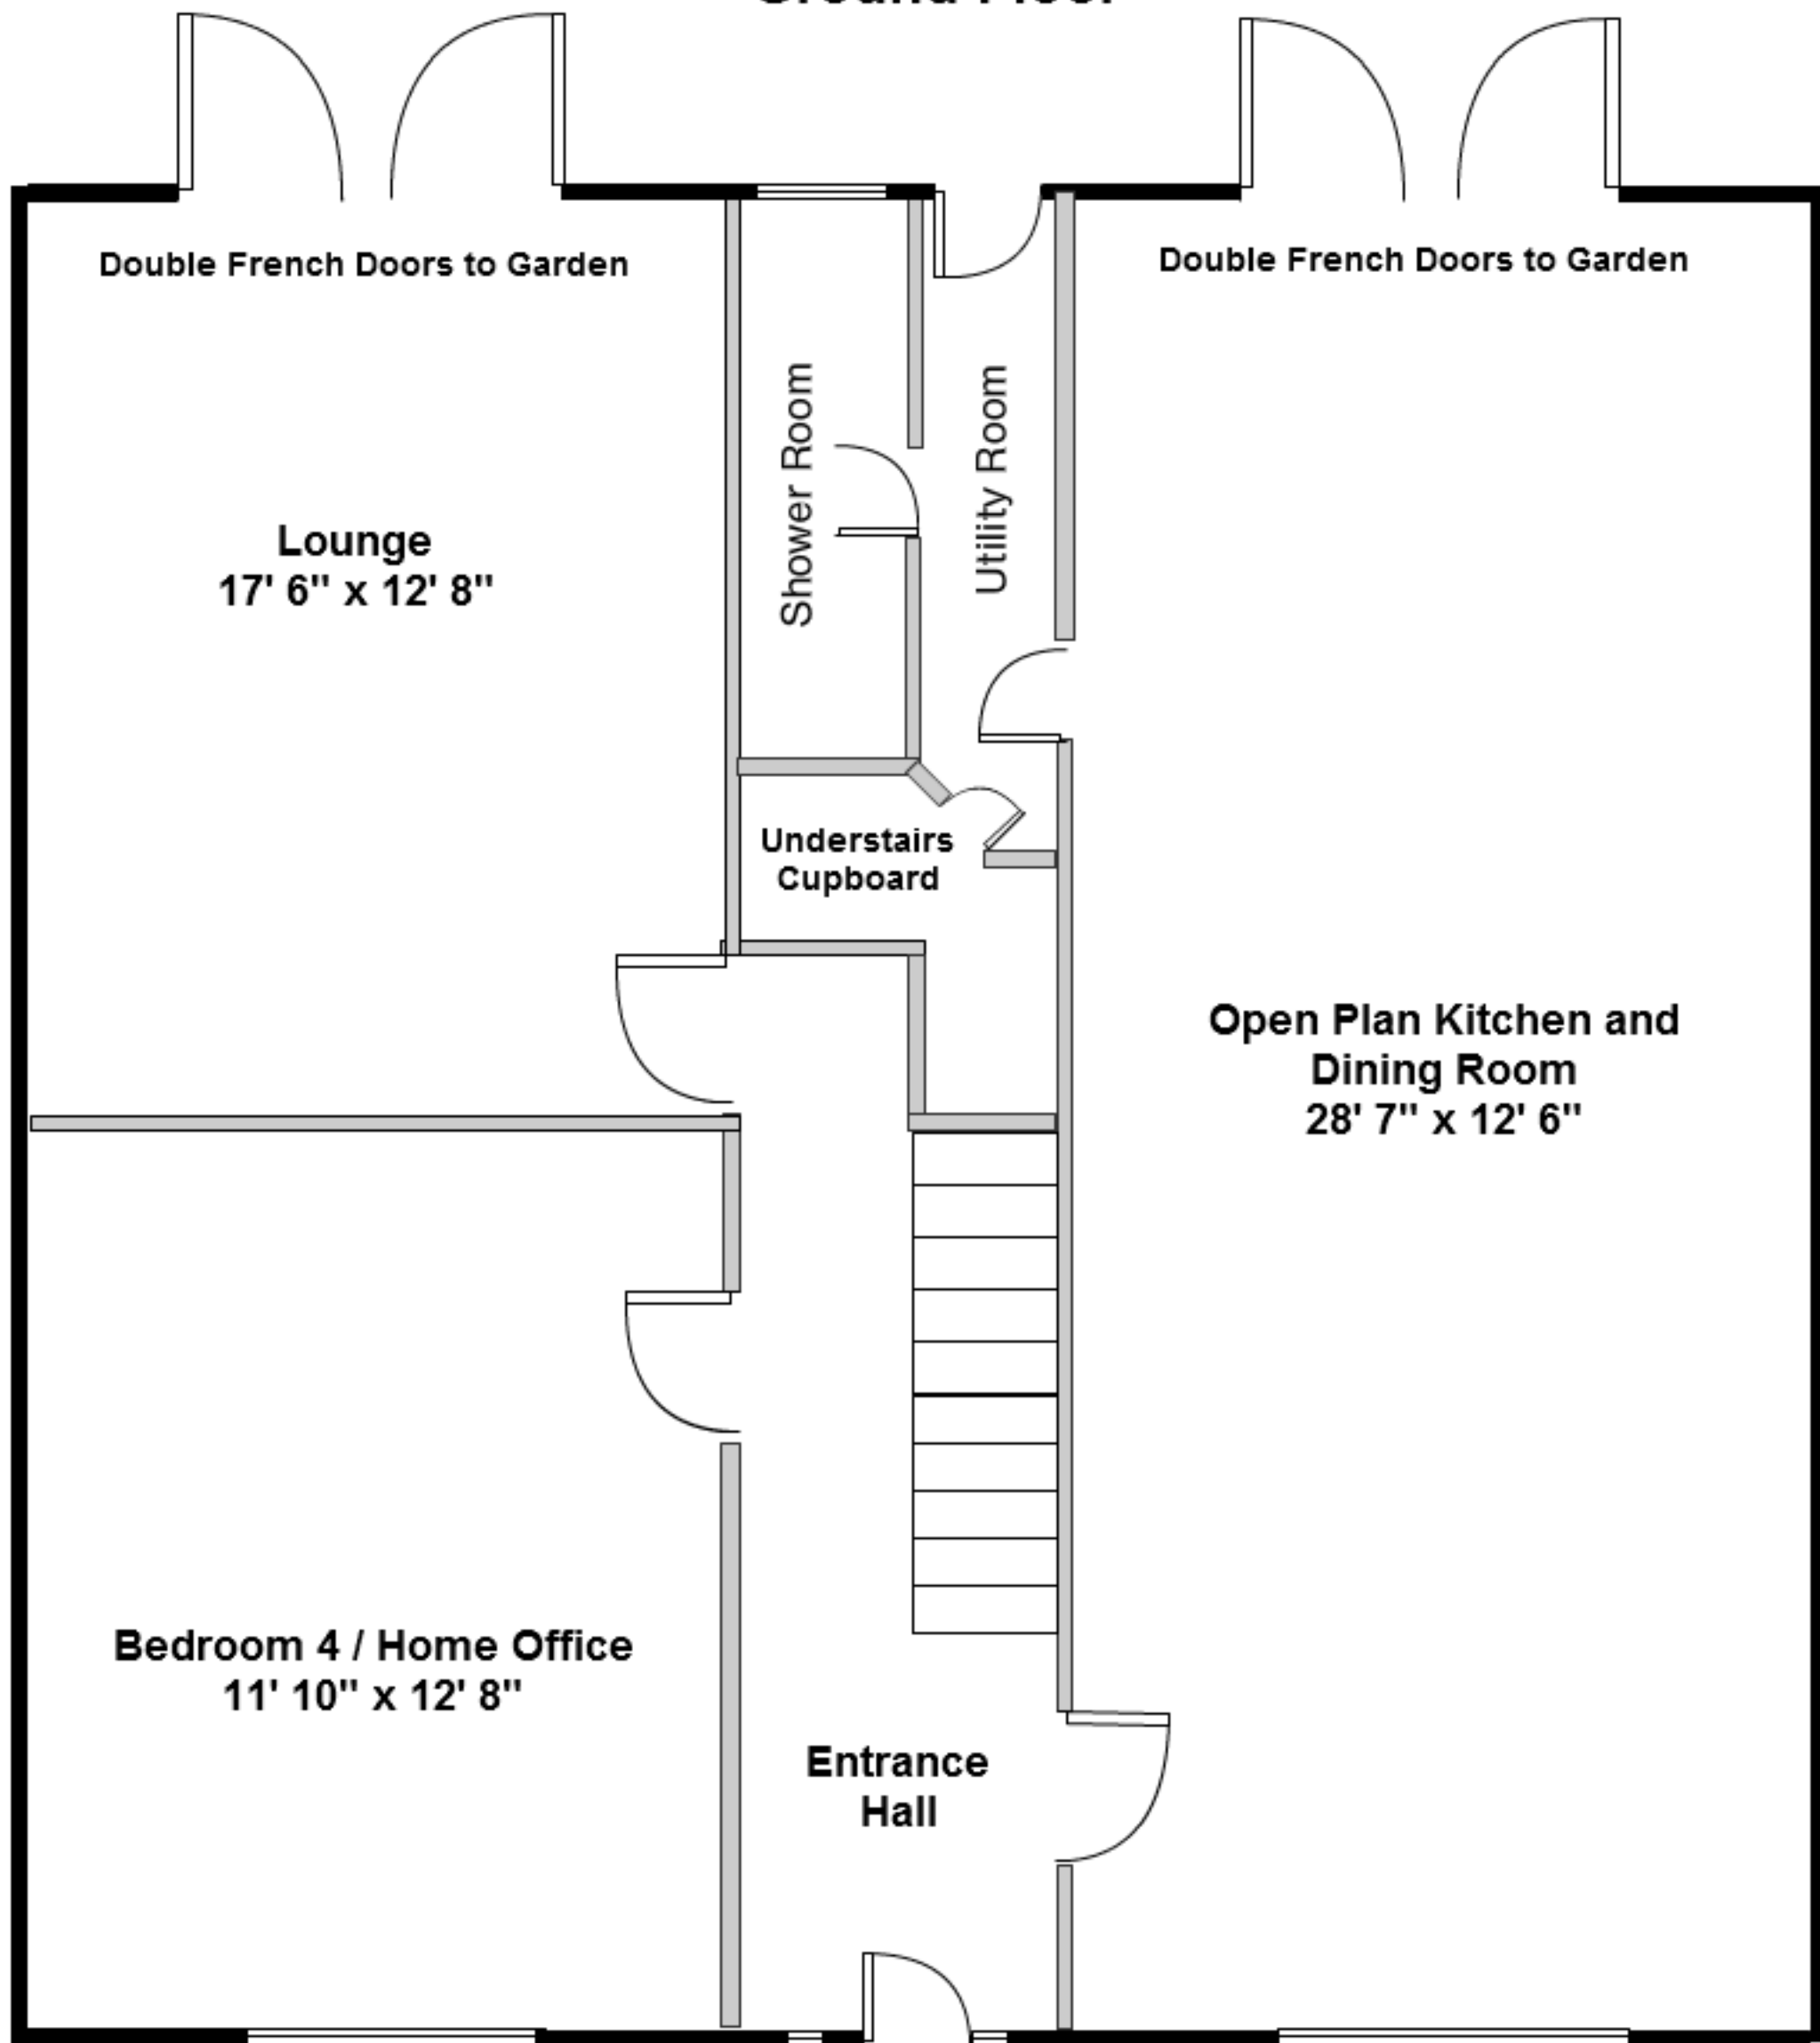 Ground Floor
Double French Doors to Garden
Double French Doors to Garden
Lounge
17' 6" x 12' 8"
Shower Room
Utility Room
Understairs
Cupboard
Open Plan Kitchen and
Dining Room
28' 7" x 12' 6"
Bedroom 4 / Home Office
11' 10" x 12' 8"
Entrance
Hall